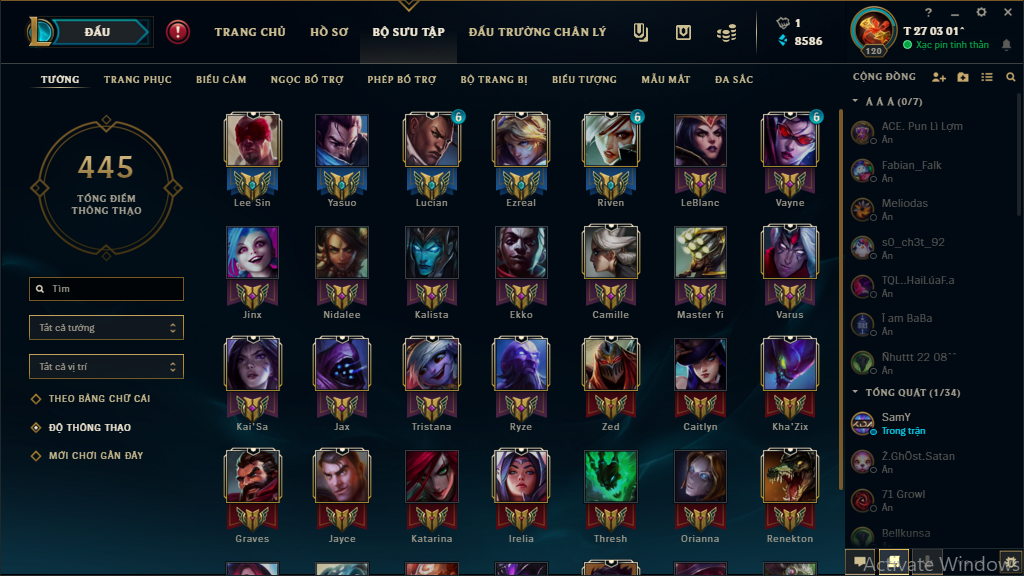 ĐẤU
TRANG CHỦ
HỒ SƠ
BỘ SƯU TẬP
ĐẤU TRƯỜNG CHÂN LÝ
1
8586
120
T 27 03 01^
Xạc pin tinh thần
TƯỚNG
TRANG PHỤC
BIỂU CẢM
NGỌC BỔ TRỢ
PHÉP BỔ TRỢ
BỘ TRANG BỊ
BIỂU TƯỢNG
MẪU MẮT
ĐA SẮC
CỘNG ĐỒNG
445
TỔNG ĐIỂM
THÔNG THẠO
Tìm
Tất cả tướng
Tất cả vị trí
THEO BẢNG CHỮ CÁI
ĐỘ THÔNG THẠO
MỚI CHƠI GẦN ĐÂY
6
6
6
Lee Sin
Yasuo
Lucian
Ezreal
Riven
LeBlanc
Vayne
Jinx
Nidalee
Kalista
Ekko
Camille
Master Yi
Varus
Kai'Sa
Jax
Tristana
Ryze
Zed
Caitlyn
Kha'Zix
Graves
Jayce
Katarina
Irelia
Thresh
Orianna
Renekton
Á Á Á (0/7)
ACE. Pun Lì Lợm
Ẩn
Fabian_Falk
Ẩn
Meliodas
Ẩn
s0_ch3t_92
Ẩn
TQL..HaiLúaF.a
Ẩn
Ì am BaBa
Ẩn
Ñhuttt 22 08^^
Ẩn
TỔNG QUÁT (1/34)
SamY
Trong trận
Ž.GhÕst.Satan
Ẩn
71 Growl
Ẩn
Bellkunsa
Activate Windows